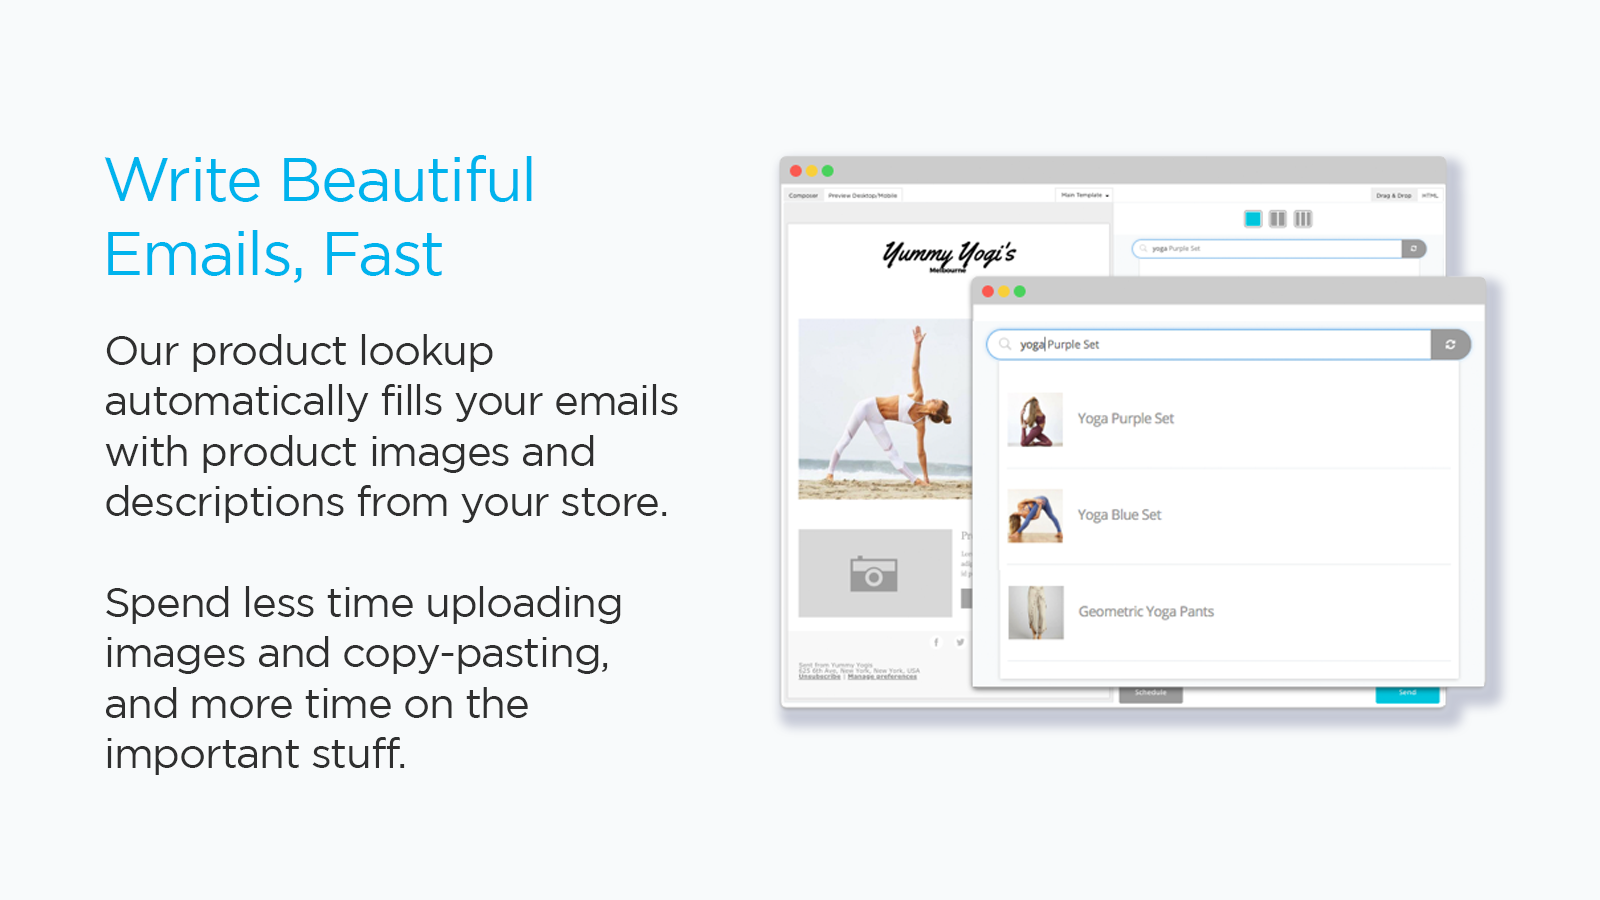 Write Beautiful
Emails, Fast
Our product lookup
automatically fills your emails
with product images and
descriptions from your store.
Spend less time uploading
images and copy-pasting,
and more time on the
important stuff.
Composer
Preview Desktop/Mobile
Main Template
Drag & Drop
HTML
Yummy Yogi's
Melbourne
yoga Purple Set
yoga Purple Set
Yoga Purple Set
Yoga Blue Set
Geometric Yoga Pants
Sent from Yummy Yogis
625 6th Ave, New York, New York, USA
Unsubscribe | Manage preferences
Schedule
Send